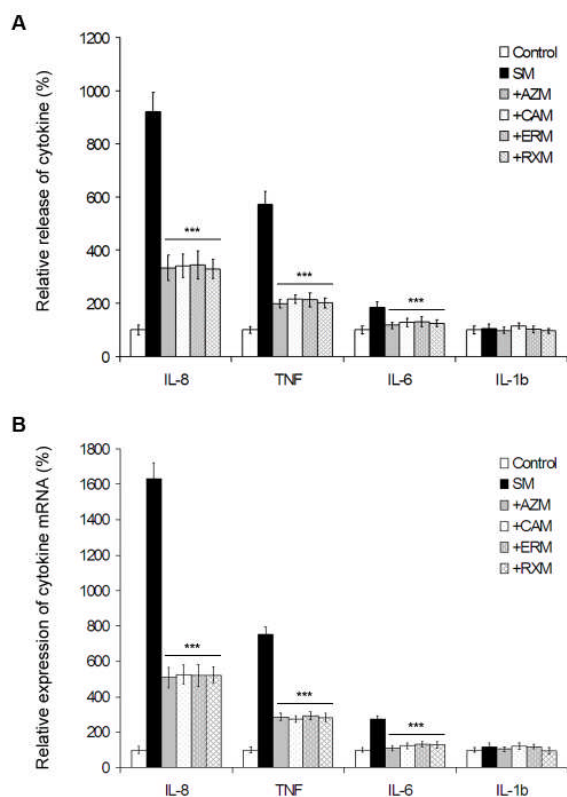 A
Relative release of cytokine (%)
1200
1000
800
600
400
200
0
Control
SM
+AZM
+CAM
+ERM
+RXM
***
***
***
IL-8 TNF IL-6 IL-1b
B
Relative expression of cytokine mRNA (%)
1800
1600
1400
1200
1000
800
600
400
200
0
Control
SM
+AZM
+CAM
+ERM
+RXM
***
***
***
IL-8 TNF IL-6 IL-1b